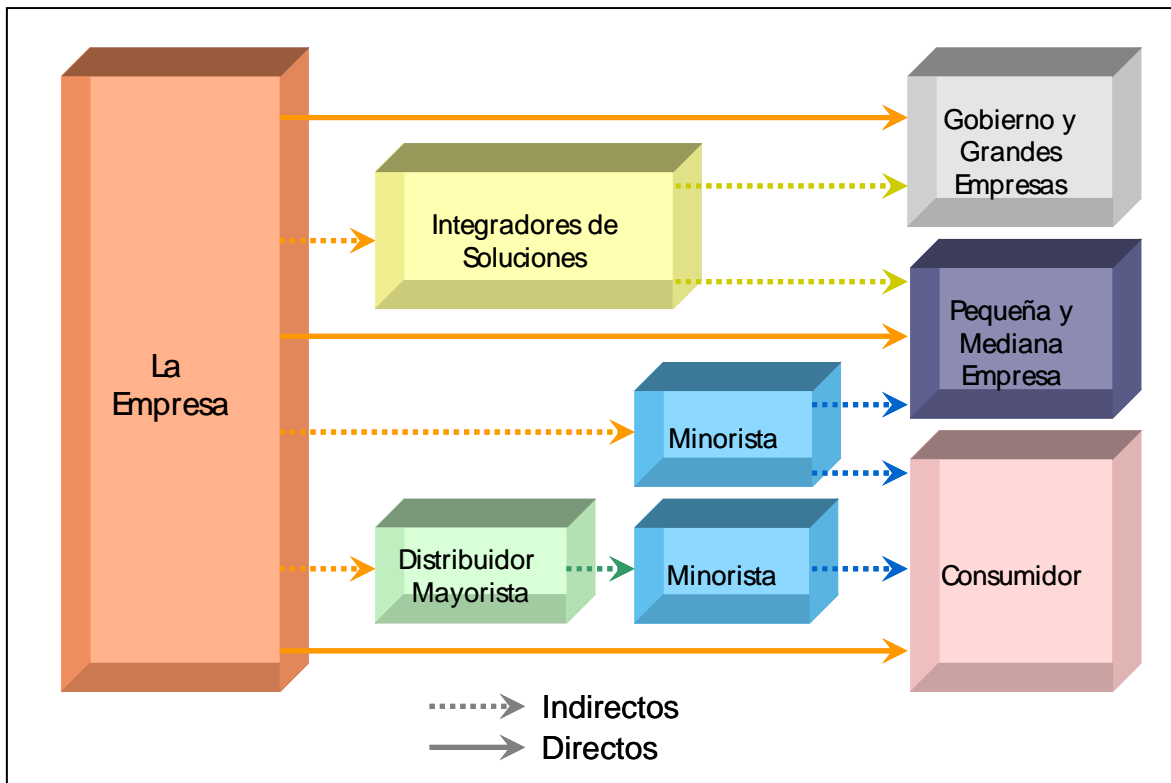 La
Empresa
Integradores de
Soluciones
Distribuidor
Mayorista
Minorista
Minorista
Gobierno y
Grandes
Empresas
Pequeña y
Mediana
Empresa
Consumidor
Indirectos
Directos